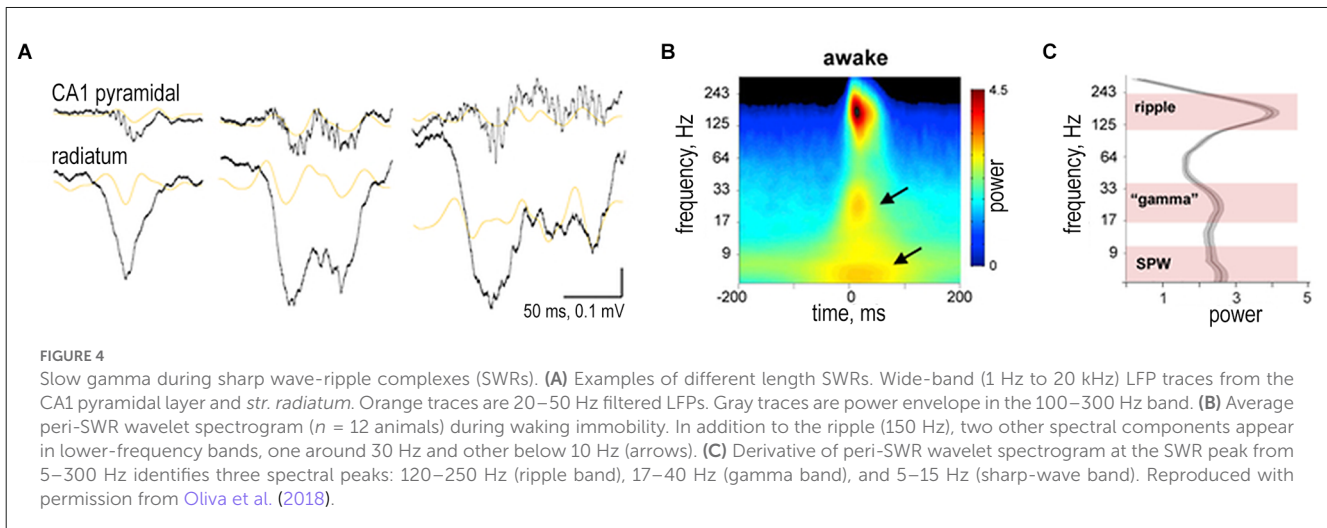 A
CA1 pyramidal
radiatum
50 ms, 0.1 mV
B
awake
frequency, Hz
243
125
64
33
17
9
-200
0
200
time, ms
4.5
power
0
C
frequency, Hz
243
125
64
33
17
9
ripple
“gamma”
SPW
1
3
5
power
FIGURE 4
Slow gamma during sharp wave-ripple complexes (SWRs). (A) Examples of different length SWRs. Wide-band (1 Hz to 20 kHz) LFP traces from the
CA1 pyramidal layer and str. radiatum. Orange traces are 20–50 Hz filtered LFPs. Gray traces are power envelope in the 100–300 Hz band. (B) Average
peri-SWR wavelet spectrogram (n = 12 animals) during waking immobility. In addition to the ripple (150 Hz), two other spectral components appear
in lower-frequency bands, one around 30 Hz and other below 10 Hz (arrows). (C) Derivative of peri-SWR wavelet spectrogram at the SWR peak from
5–300 Hz identifies three spectral peaks: 120–250 Hz (ripple band), 17–40 Hz (gamma band), and 5–15 Hz (sharp-wave band). Reproduced with
permission from Oliva et al. (2018).